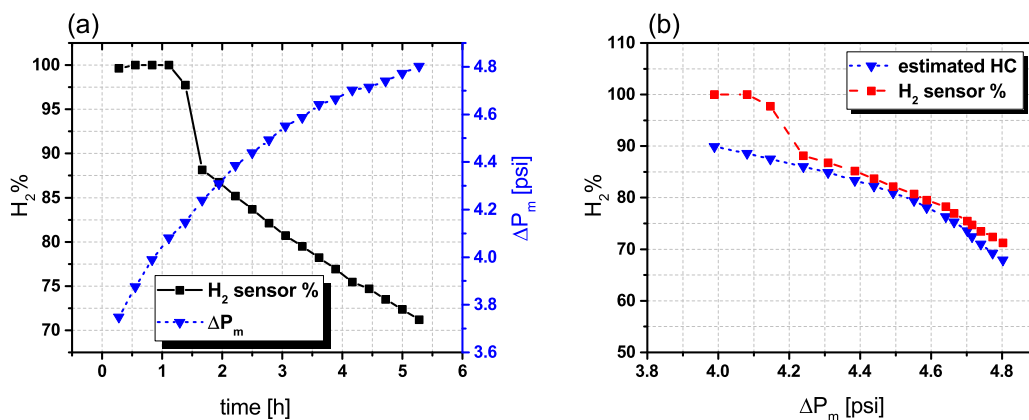 (a)
100
95
90
85
80
75
70
H₂%
0 1 2 3 4 5 6
time [h]
4.8
4.6
4.4
4.2
4.0
3.8
3.6
ΔPₘ [psi]
H₂ sensor %
ΔPₘ
(b)
110
100
90
80
70
60
50
H₂%
3.8 4.0 4.2 4.4 4.6 4.8
ΔPₘ [psi]
estimated HC
H₂ sensor %